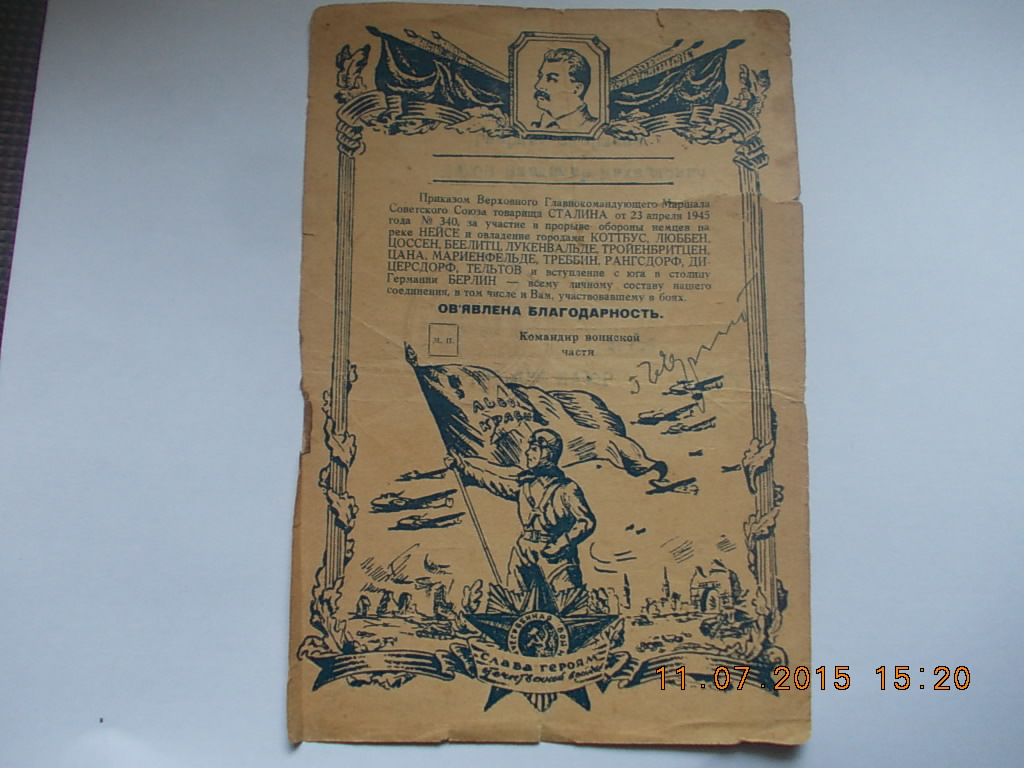 Приказом Верховного Главнокомандующего Маршала
Советского Союза товарища СТАЛИНА от 23 апреля 1945
года № 340, за участие в прорыве обороны немцев на
реке НЕЙСЕ и овладение городами КОТТБУС, ЛЮББЕН,
ЦОССЕН, БЕЕЛИТЦ, ЛУКЕНВАЛЬДЕ, ТРОЙЕНБРИТЦЕН,
ЦАНА, МАРИЕНФЕЛЬДЕ, ТРЕББИН, РАНГСДОРФ, ДИ-
ЦЕРСДОРФ, ТЕЛЬТОВ и вступление с юга в столицу
Германии БЕРЛИН — всему личному составу нашего
соединения, в том числе и Вам, участвовавшему в боях.
ОВ'ЯВЛЕНА БЛАГОДАРНОСТЬ.
М. П.
Командир воинской
части
СЛАВА ГЕРОЯМ
Отечественной войны
11.07.2015 15:20